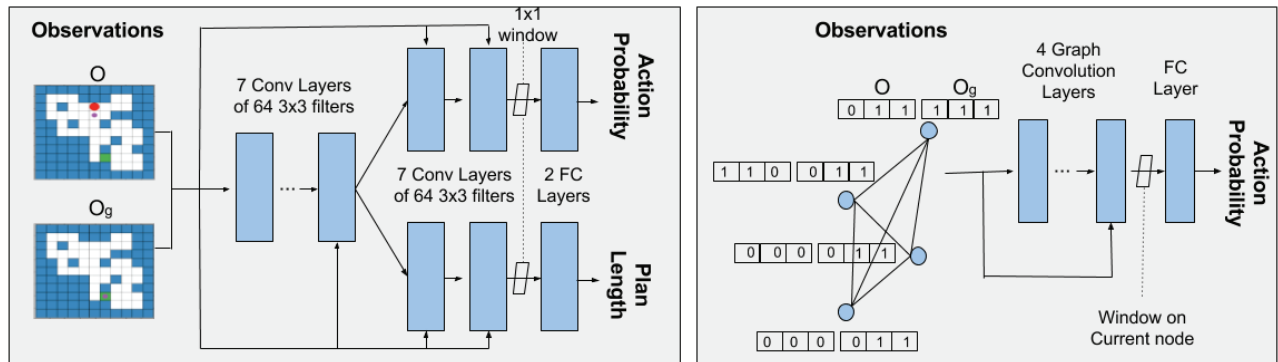 Observations
O
O_g
7 Conv Layers
of 64 3x3 filters
...
7 Conv Layers
of 64 3x3 filters
1x1
window
2 FC
Layers
Action
Probability
Plan
Length
Observations
O O_g
0 1 1 1 1 1
1 1 0 0 1 1
0 0 0 0 1 1
0 0 0 0 1 1
4 Graph
Convolution
Layers
...
FC
Layer
Window on
Current node
Action
Probability